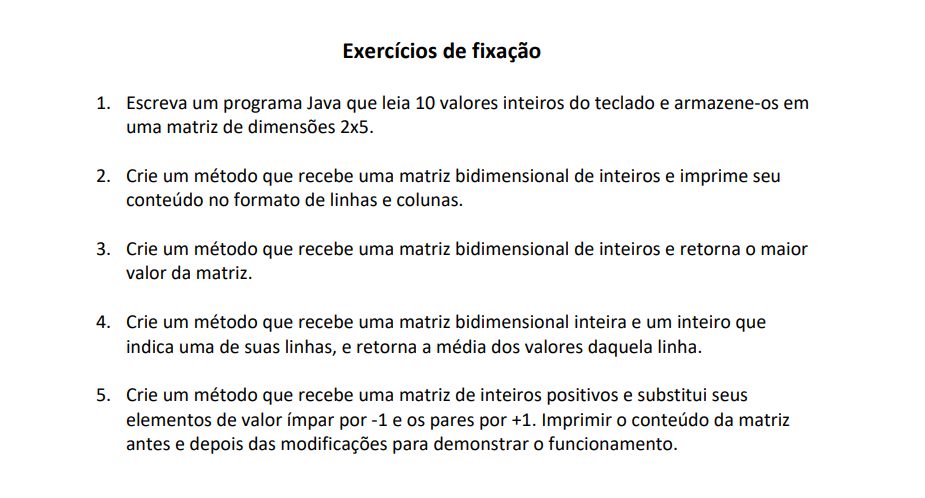 Exercícios de fixação
1. Escreva um programa Java que leia 10 valores inteiros do teclado e armazene-os em
uma matriz de dimensões 2x5.
2. Crie um método que recebe uma matriz bidimensional de inteiros e imprime seu
conteúdo no formato de linhas e colunas.
3. Crie um método que recebe uma matriz bidimensional de inteiros e retorna o maior
valor da matriz.
4. Crie um método que recebe uma matriz bidimensional inteira e um inteiro que
indica uma de suas linhas, e retorna a média dos valores daquela linha.
5. Crie um método que recebe uma matriz de inteiros positivos e substitui seus
elementos de valor ímpar por -1 e os pares por +1. Imprimir o conteúdo da matriz
antes e depois das modificações para demonstrar o funcionamento.